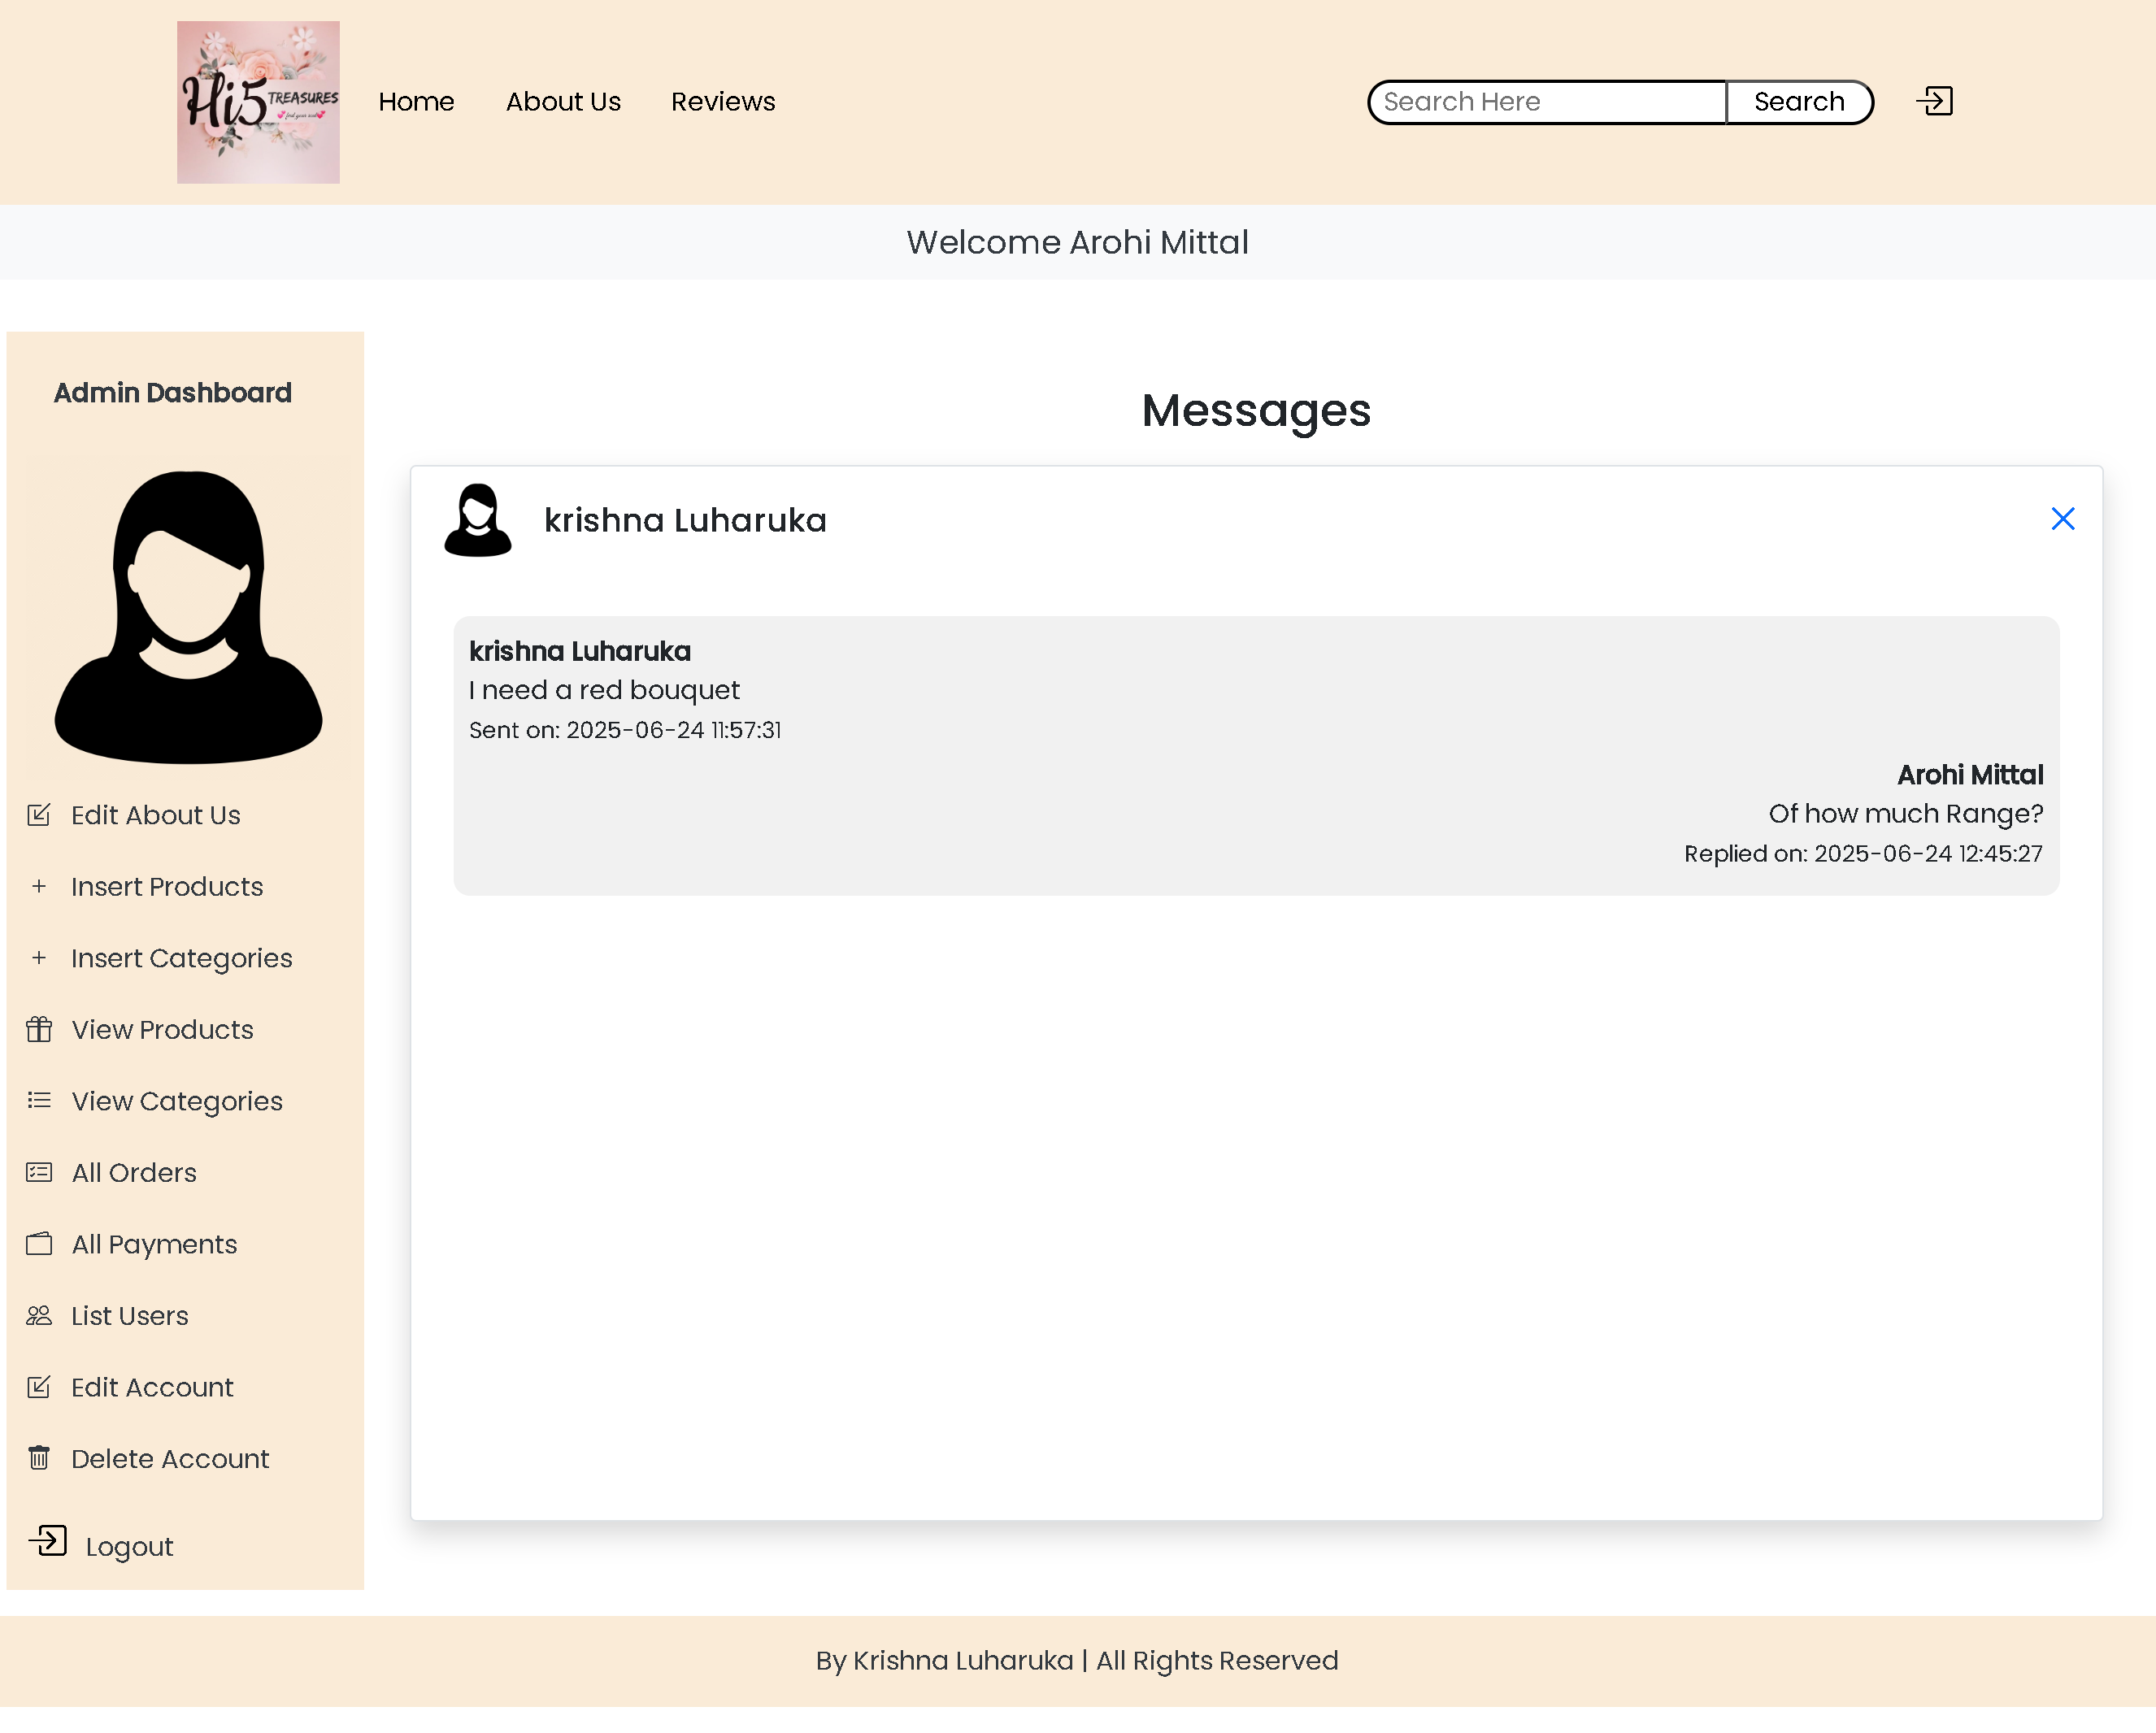 Hi5 TREASURES
Home About Us Reviews Search Here Search
Welcome Arohi Mittal
Admin Dashboard
Edit About Us
Insert Products
Insert Categories
View Products
View Categories
All Orders
All Payments
List Users
Edit Account
Delete Account
Logout
Messages
krishna Luharuka
krishna Luharuka
I need a red bouquet
Sent on: 2025-06-24 11:57:31
Arohi Mittal
Of how much Range?
Replied on: 2025-06-24 12:45:27
By Krishna Luharuka | All Rights Reserved